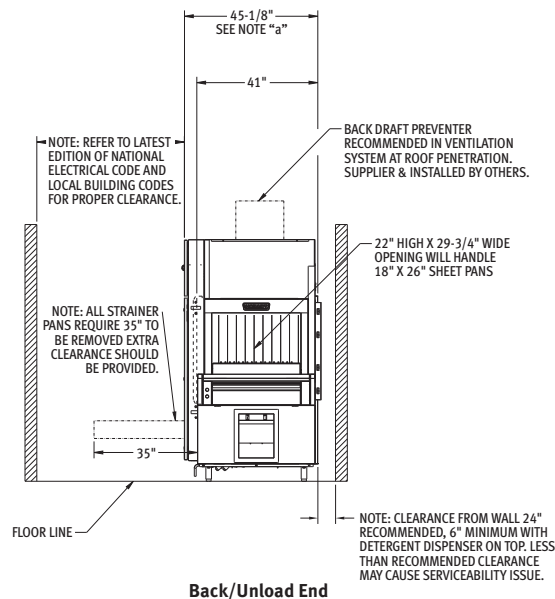 45-1/8"
SEE NOTE “a”
41"
NOTE: REFER TO LATEST
EDITION OF NATIONAL
ELECTRICAL CODE AND
LOCAL BUILDING CODES
FOR PROPER CLEARANCE.
BACK DRAFT PREVENTER
RECOMMENDED IN VENTILATION
SYSTEM AT ROOF PENETRATION.
SUPPLIER & INSTALLED BY OTHERS.
22" HIGH X 29-3/4" WIDE
OPENING WILL HANDLE
18" X 26" SHEET PANS
NOTE: ALL STRAINER
PANS REQUIRE 35" TO
BE REMOVED EXTRA
CLEARANCE SHOULD
BE PROVIDED.
35"
FLOOR LINE
NOTE: CLEARANCE FROM WALL 24"
RECOMMENDED, 6" MINIMUM WITH
DETERGENT DISPENSER ON TOP. LESS
THAN RECOMMENDED CLEARANCE
MAY CAUSE SERVICEABILITY ISSUE.
Back/Unload End